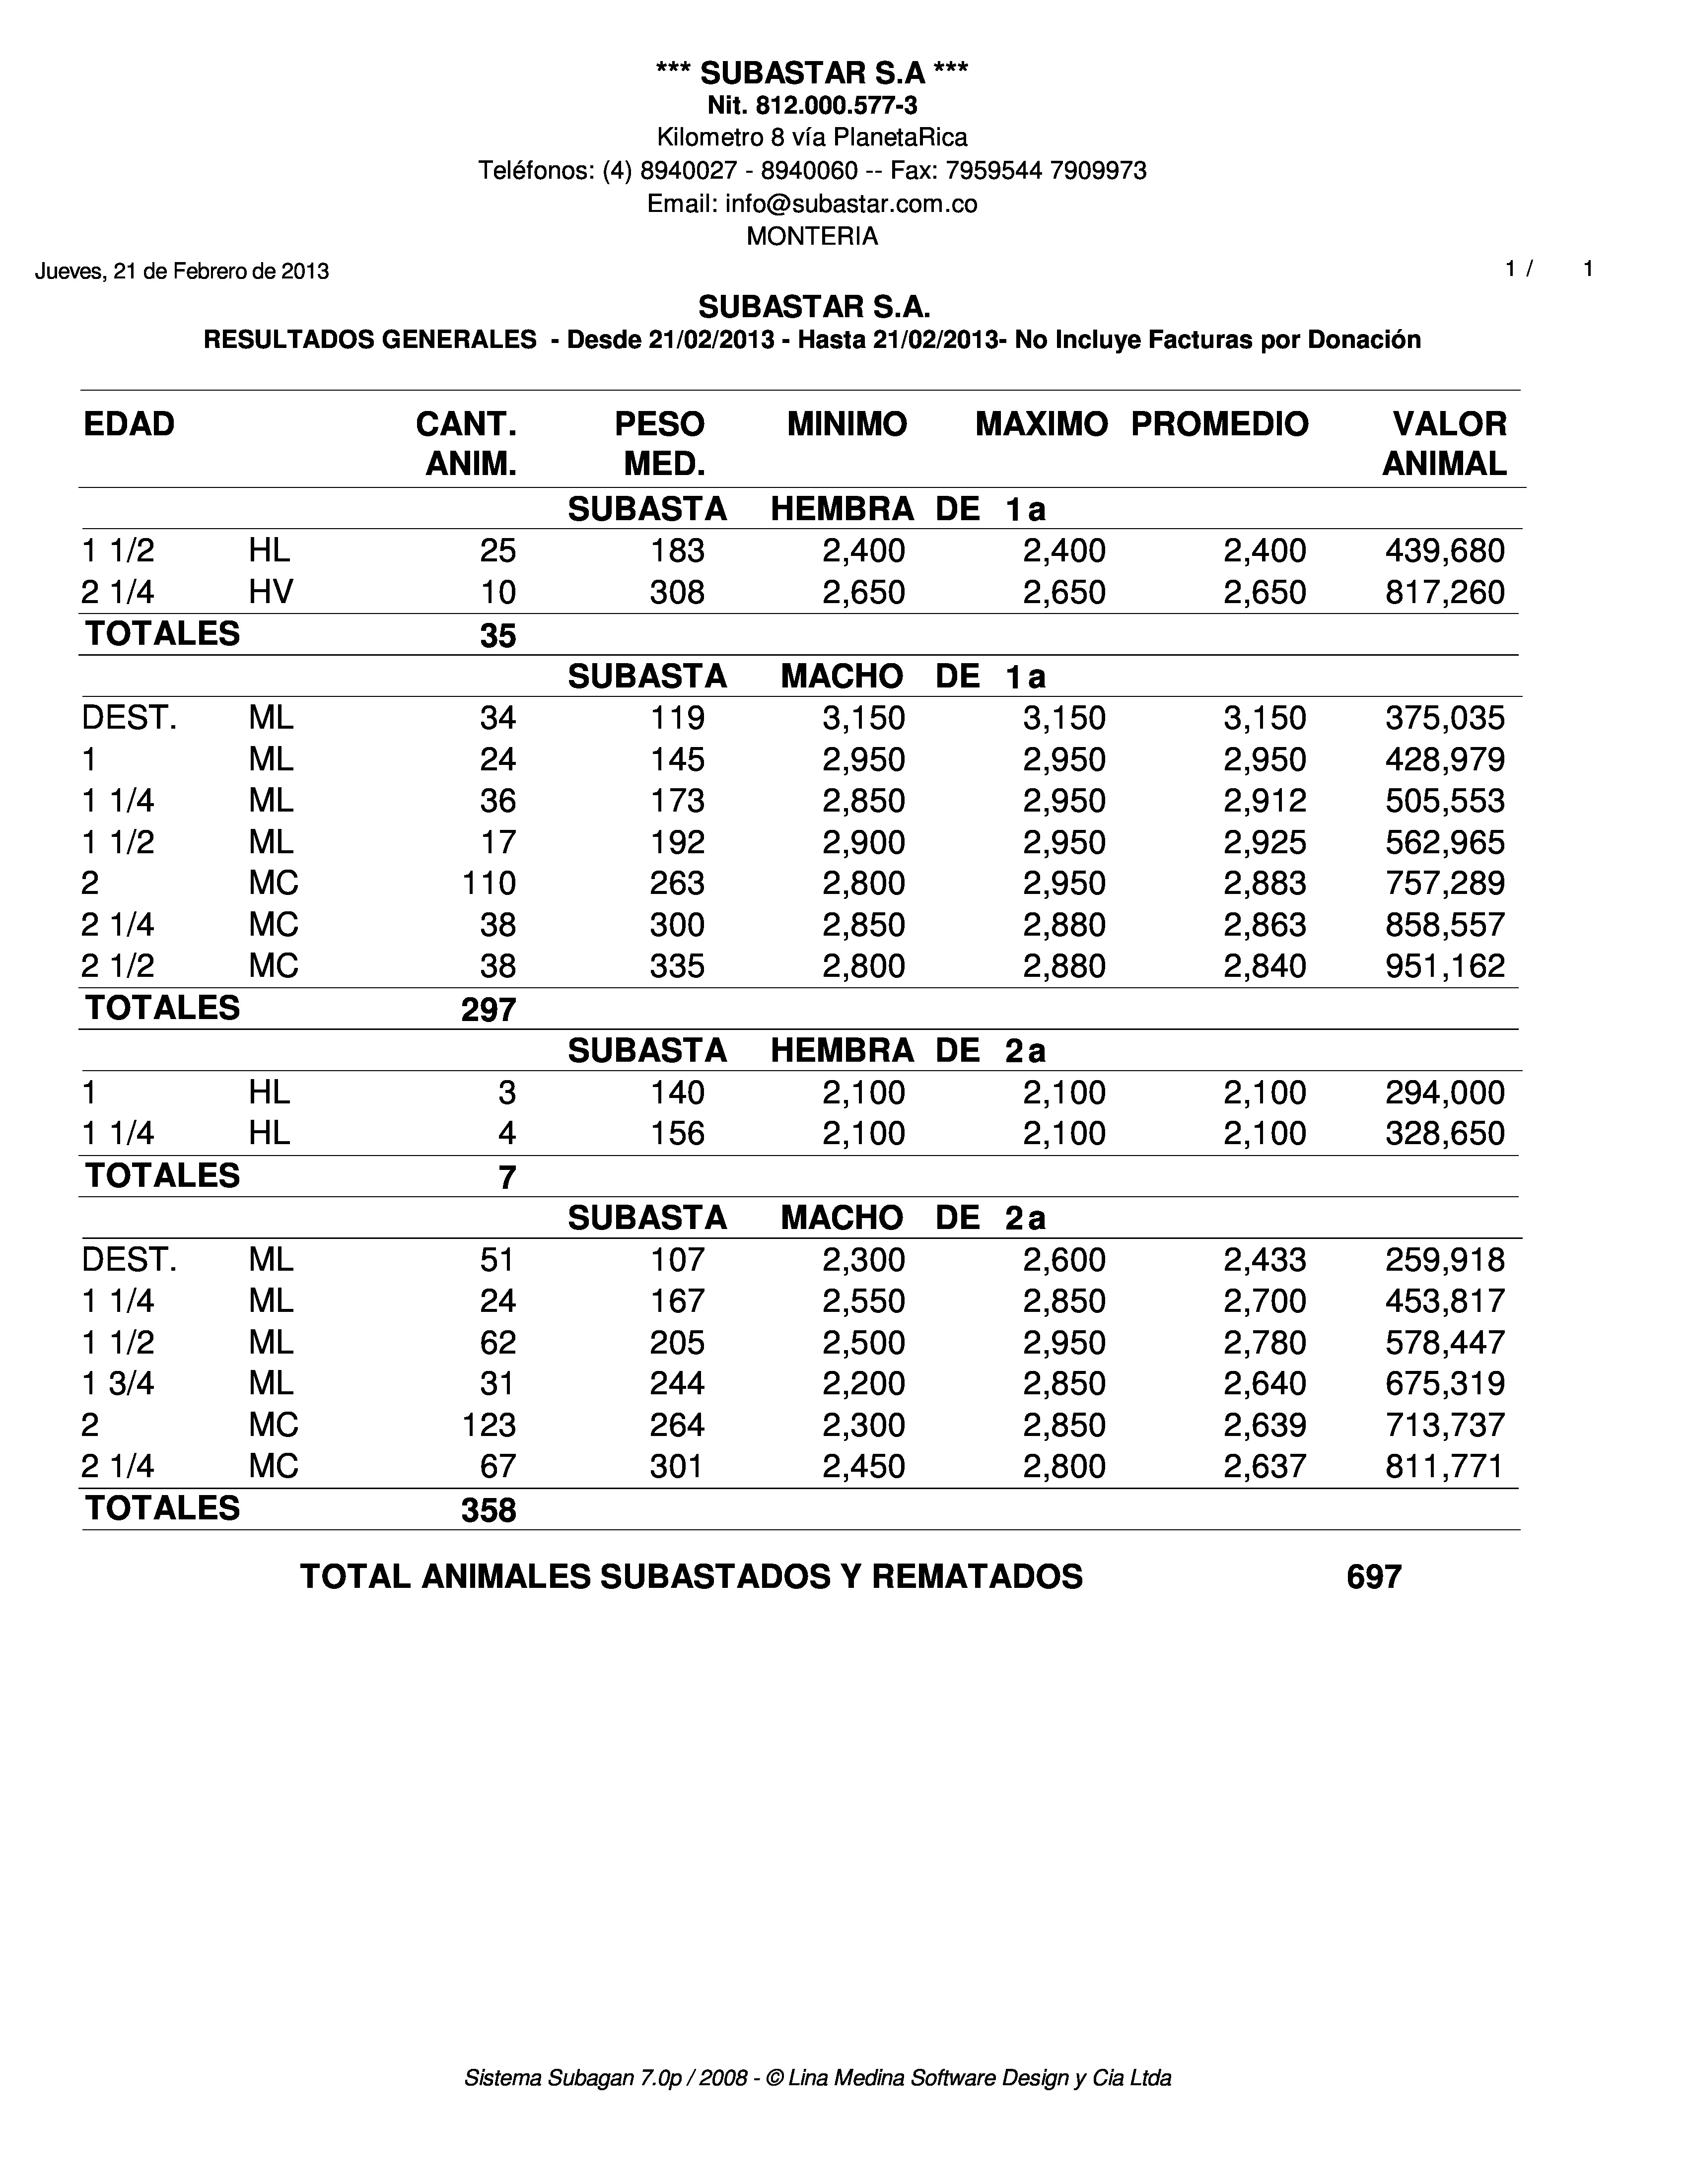 *** SUBASTAR S.A ***
Nit. 812.000.577-3
Kilometro 8 vía PlanetaRica
Teléfonos: (4) 8940027 - 8940060 -- Fax: 7959544 7909973
Email: info@subastar.com.co
MONTERIA
Jueves, 21 de Febrero de 2013 1 / 1
SUBASTAR S.A.
RESULTADOS GENERALES - Desde 21/02/2013 - Hasta 21/02/2013- No Incluye Facturas por Donación
EDAD CANT. PESO MINIMO MAXIMO PROMEDIO VALOR
ANIM. MED. ANIMAL
SUBASTA HEMBRA DE 1a
1 1/2 HL 25 183 2,400 2,400 2,400 439,680
2 1/4 HV 10 308 2,650 2,650 2,650 817,260
TOTALES 35
SUBASTA MACHO DE 1a
DEST. ML 34 119 3,150 3,150 3,150 375,035
1 ML 24 145 2,950 2,950 2,950 428,979
1 1/4 ML 36 173 2,850 2,950 2,912 505,553
1 1/2 ML 17 192 2,900 2,950 2,925 562,965
2 MC 110 263 2,800 2,950 2,883 757,289
2 1/4 MC 38 300 2,850 2,880 2,863 858,557
2 1/2 MC 38 335 2,800 2,880 2,840 951,162
TOTALES 297
SUBASTA HEMBRA DE 2a
1 HL 3 140 2,100 2,100 2,100 294,000
1 1/4 HL 4 156 2,100 2,100 2,100 328,650
TOTALES 7
SUBASTA MACHO DE 2a
DEST. ML 51 107 2,300 2,600 2,433 259,918
1 1/4 ML 24 167 2,550 2,850 2,700 453,817
1 1/2 ML 62 205 2,500 2,950 2,780 578,447
1 3/4 ML 31 244 2,200 2,850 2,640 675,319
2 MC 123 264 2,300 2,850 2,639 713,737
2 1/4 MC 67 301 2,450 2,800 2,637 811,771
TOTALES 358
TOTAL ANIMALES SUBASTADOS Y REMATADOS 697
Sistema Subagan 7.0p / 2008 - © Lina Medina Software Design y Cia Ltda